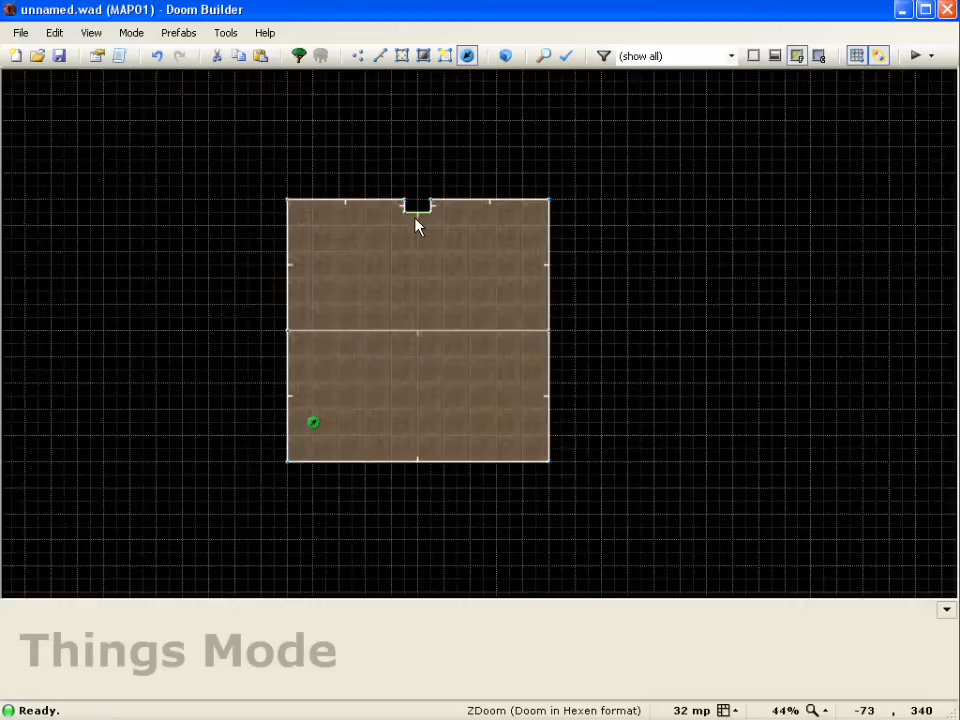 unnamed.wad (MAP01) - Doom Builder
File Edit View Mode Prefabs Tools Help
(show all)
Things Mode
Ready. ZDoom (Doom in Hexen format) 32 mp 44% -73 , 340